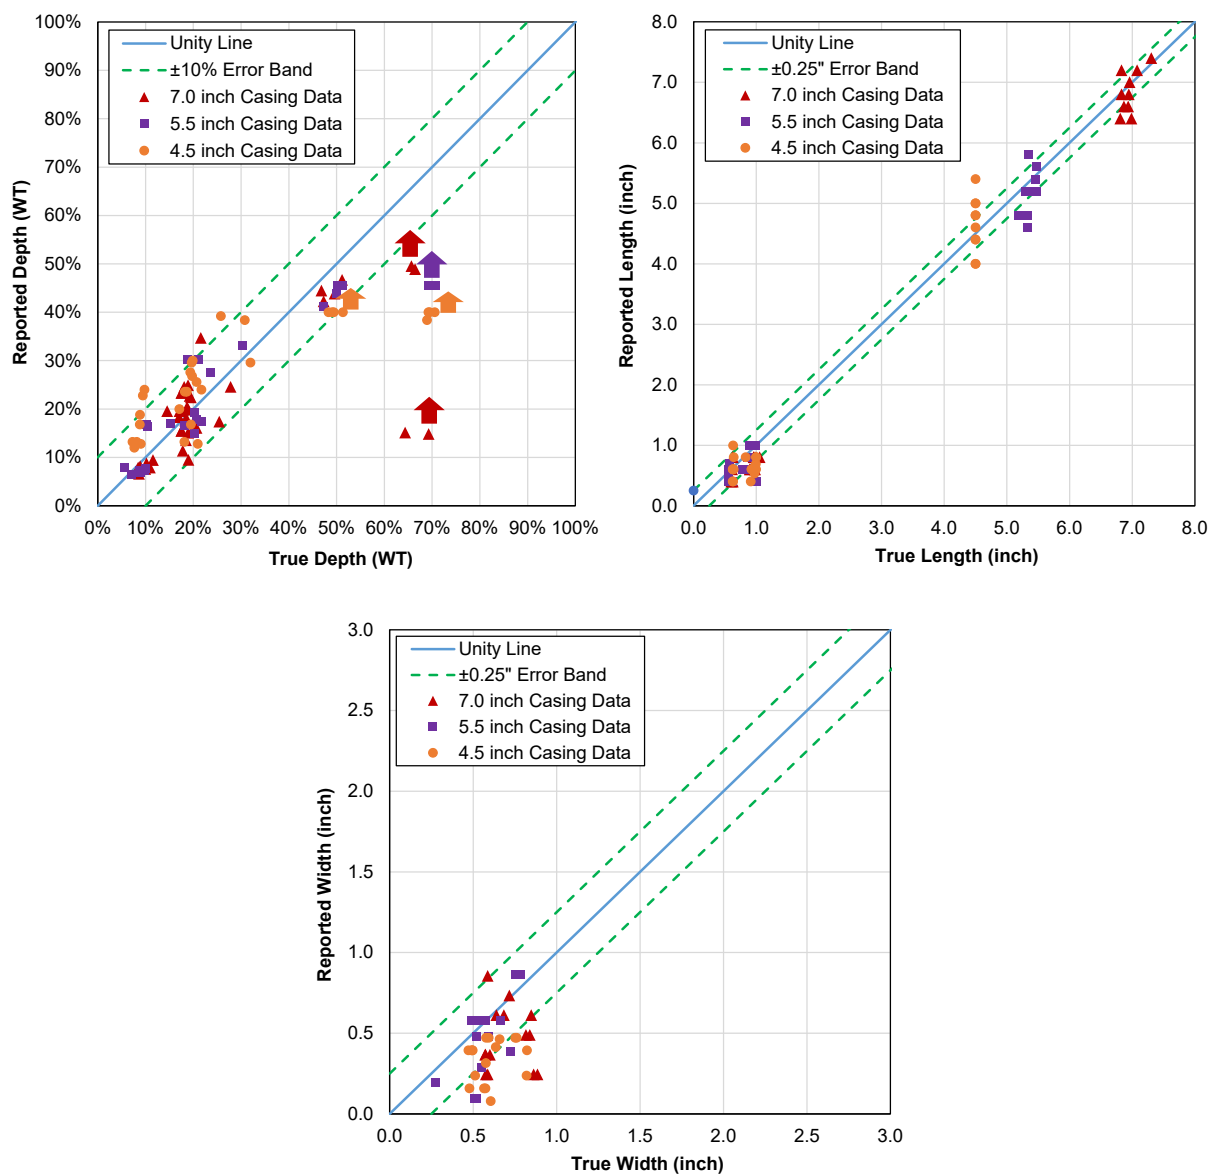 100%
90%
80%
70%
60%
50%
40%
30%
20%
10%
0%
Reported Depth (WT)
Unity Line
±10% Error Band
7.0 inch Casing Data
5.5 inch Casing Data
4.5 inch Casing Data
0% 10% 20% 30% 40% 50% 60% 70% 80% 90% 100%
True Depth (WT)
8.0
7.0
6.0
5.0
4.0
3.0
2.0
1.0
0.0
Reported Length (inch)
Unity Line
±0.25" Error Band
7.0 inch Casing Data
5.5 inch Casing Data
4.5 inch Casing Data
0.0 1.0 2.0 3.0 4.0 5.0 6.0 7.0 8.0
True Length (inch)
3.0
2.5
2.0
1.5
1.0
0.5
0.0
Reported Width (inch)
Unity Line
±0.25" Error Band
7.0 inch Casing Data
5.5 inch Casing Data
4.5 inch Casing Data
0.0 0.5 1.0 1.5 2.0 2.5 3.0
True Width (inch)